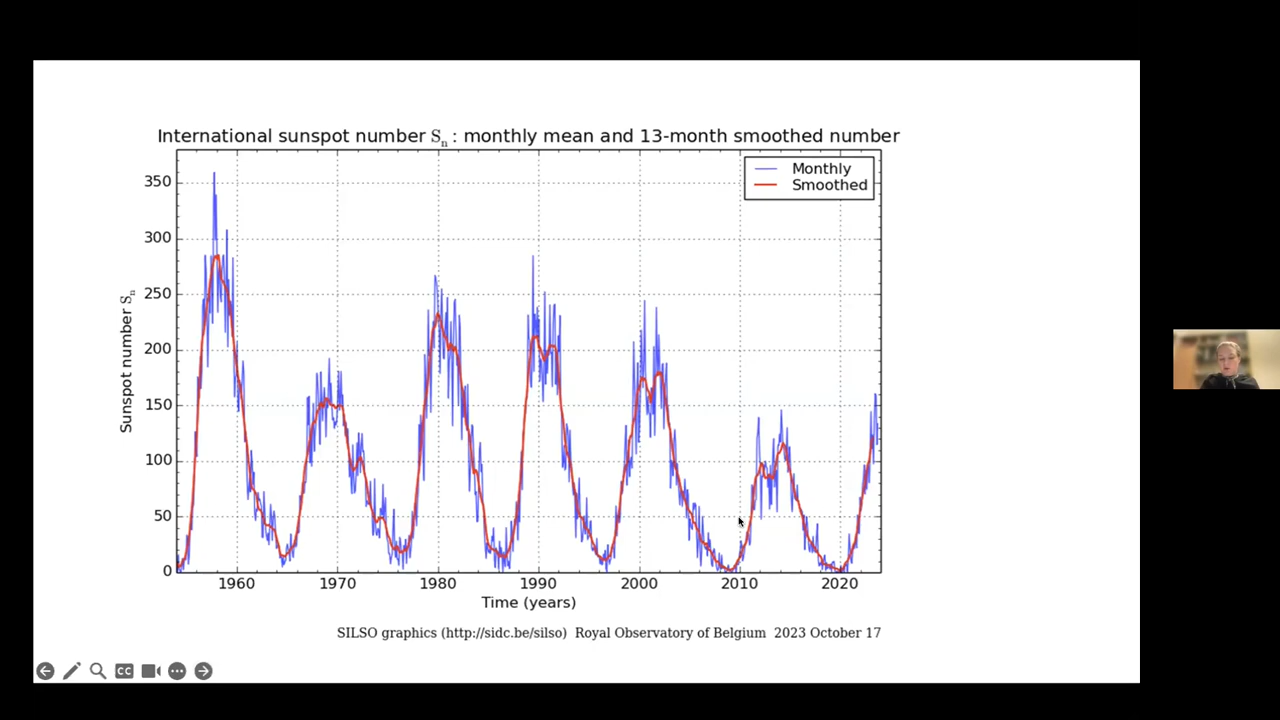 International sunspot number Sn : monthly mean and 13-month smoothed number
Monthly
Smoothed
350
300
250
200
150
100
50
0
Sunspot number Sn
1960 1970 1980 1990 2000 2010 2020
Time (years)
SILSO graphics (http://sidc.be/silso) Royal Observatory of Belgium 2023 October 17
CC